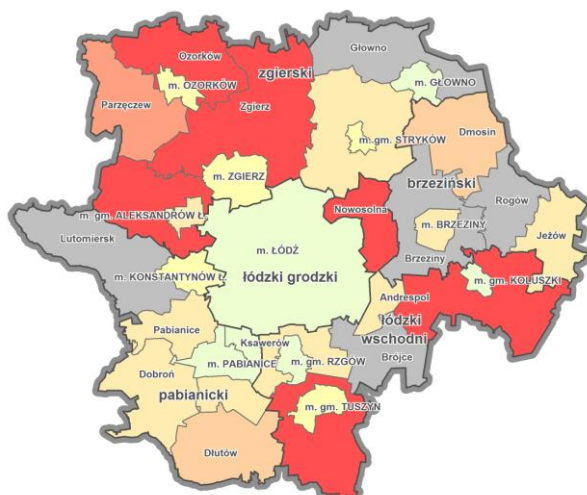 Głowno
Ozorków
zgierski
m. OZORKÓW
m. GŁOWNO
Parzęczew
Zgierz
Dmosin
m. gm. STRYKÓW
m. ZGIERZ
brzeziński
Rogów
m. gm. ALEKSANDRÓW Ł.
Nowosolna
m. BRZEZINY
Lutomiersk
Jeżów
m. ŁÓDŹ
Brzeziny
łódzki grodzki
m. KONSTANTYNÓW Ł.
m. gm. KOLUSZKI
Andrespol
łódzki
wschodni
Pabianice
Ksawerów
Brójce
m. PABIANICE
m. gm. RZGÓW
Dobroń
pabianicki
m. gm. TUSZYN
Dłutów